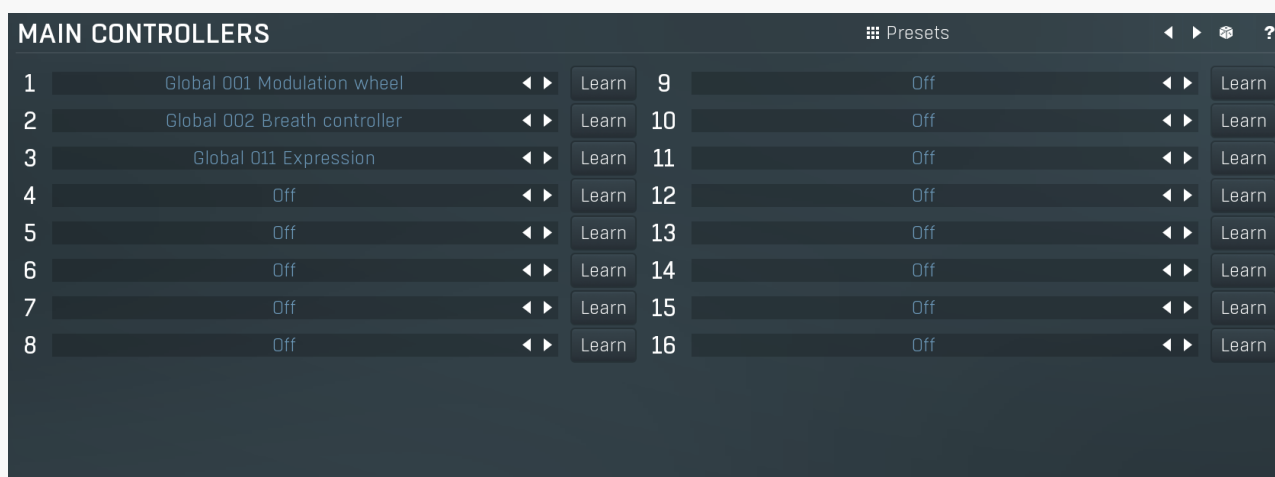 MAIN CONTROLLERS Presets ?
1 Global 001 Modulation wheel Learn 9 Off Learn
2 Global 002 Breath controller Learn 10 Off Learn
3 Global 011 Expression Learn 11 Off Learn
4 Off Learn 12 Off Learn
5 Off Learn 13 Off Learn
6 Off Learn 14 Off Learn
7 Off Learn 15 Off Learn
8 Off Learn 16 Off Learn